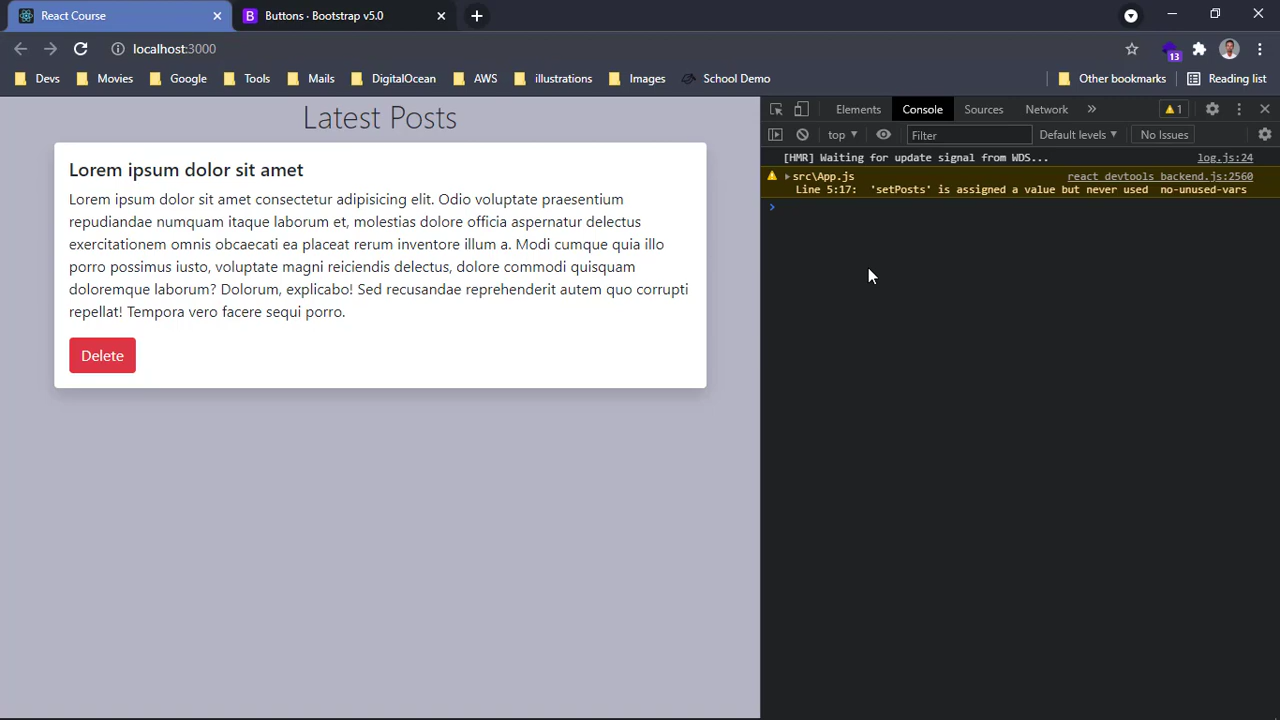 React Course
Buttons · Bootstrap v5.0
localhost:3000
13
Devs
Movies
Google
Tools
Mails
DigitalOcean
AWS
illustrations
Images
School Demo
Other bookmarks
Reading list
Latest Posts
Lorem ipsum dolor sit amet
Lorem ipsum dolor sit amet consectetur adipisicing elit. Odio voluptate praesentium
repudiandae numquam itaque laborum et, molestias dolore officia aspernatur delectus
exercitationem omnis obcaecati ea placeat rerum inventore illum a. Modi cumque quia illo
porro possimus iusto, voluptate magni reiciendis delectus, dolore commodi quisquam
doloremque laborum? Dolorum, explicabo! Sed recusandae reprehenderit autem quo corrupti
repellat! Tempora vero facere sequi porro.
Delete
Elements
Console
Sources
Network
1
top
Filter
Default levels
No Issues
[HMR] Waiting for update signal from WDS...
log.js:24
src\App.js
react_devtools_backend.js:2560
Line 5:17:  'setPosts' is assigned a value but never used  no-unused-vars